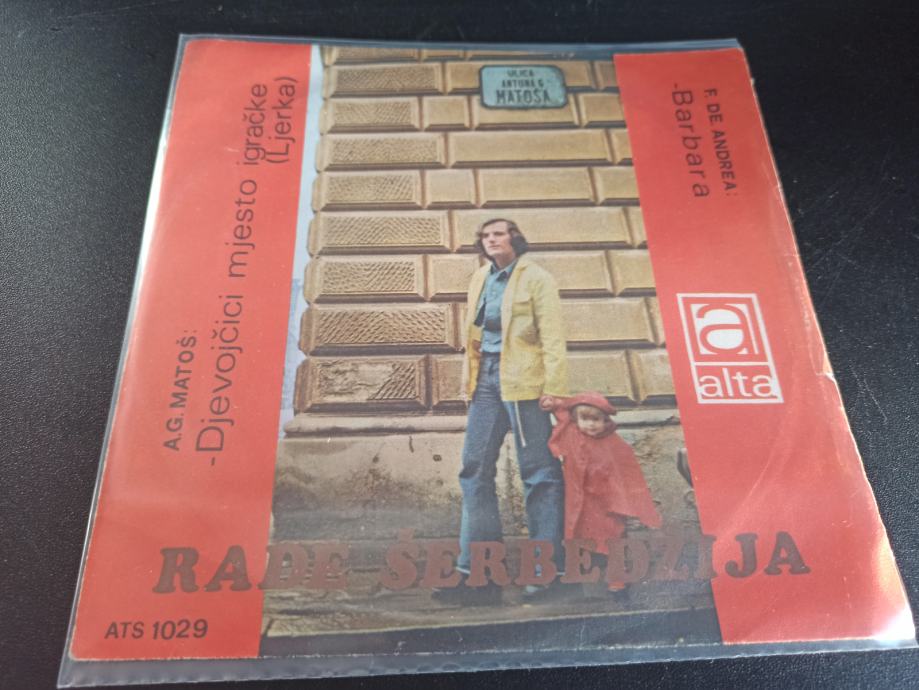 A.G. MATOŠ:
-Djevojčici mjesto igračke
(Ljerka)
ULICA
ANTUNA G.
MATOŠA
F. DE ANDREA:
-Barbara
a
alta
RADE ŠERBEDŽIJA
ATS 1029